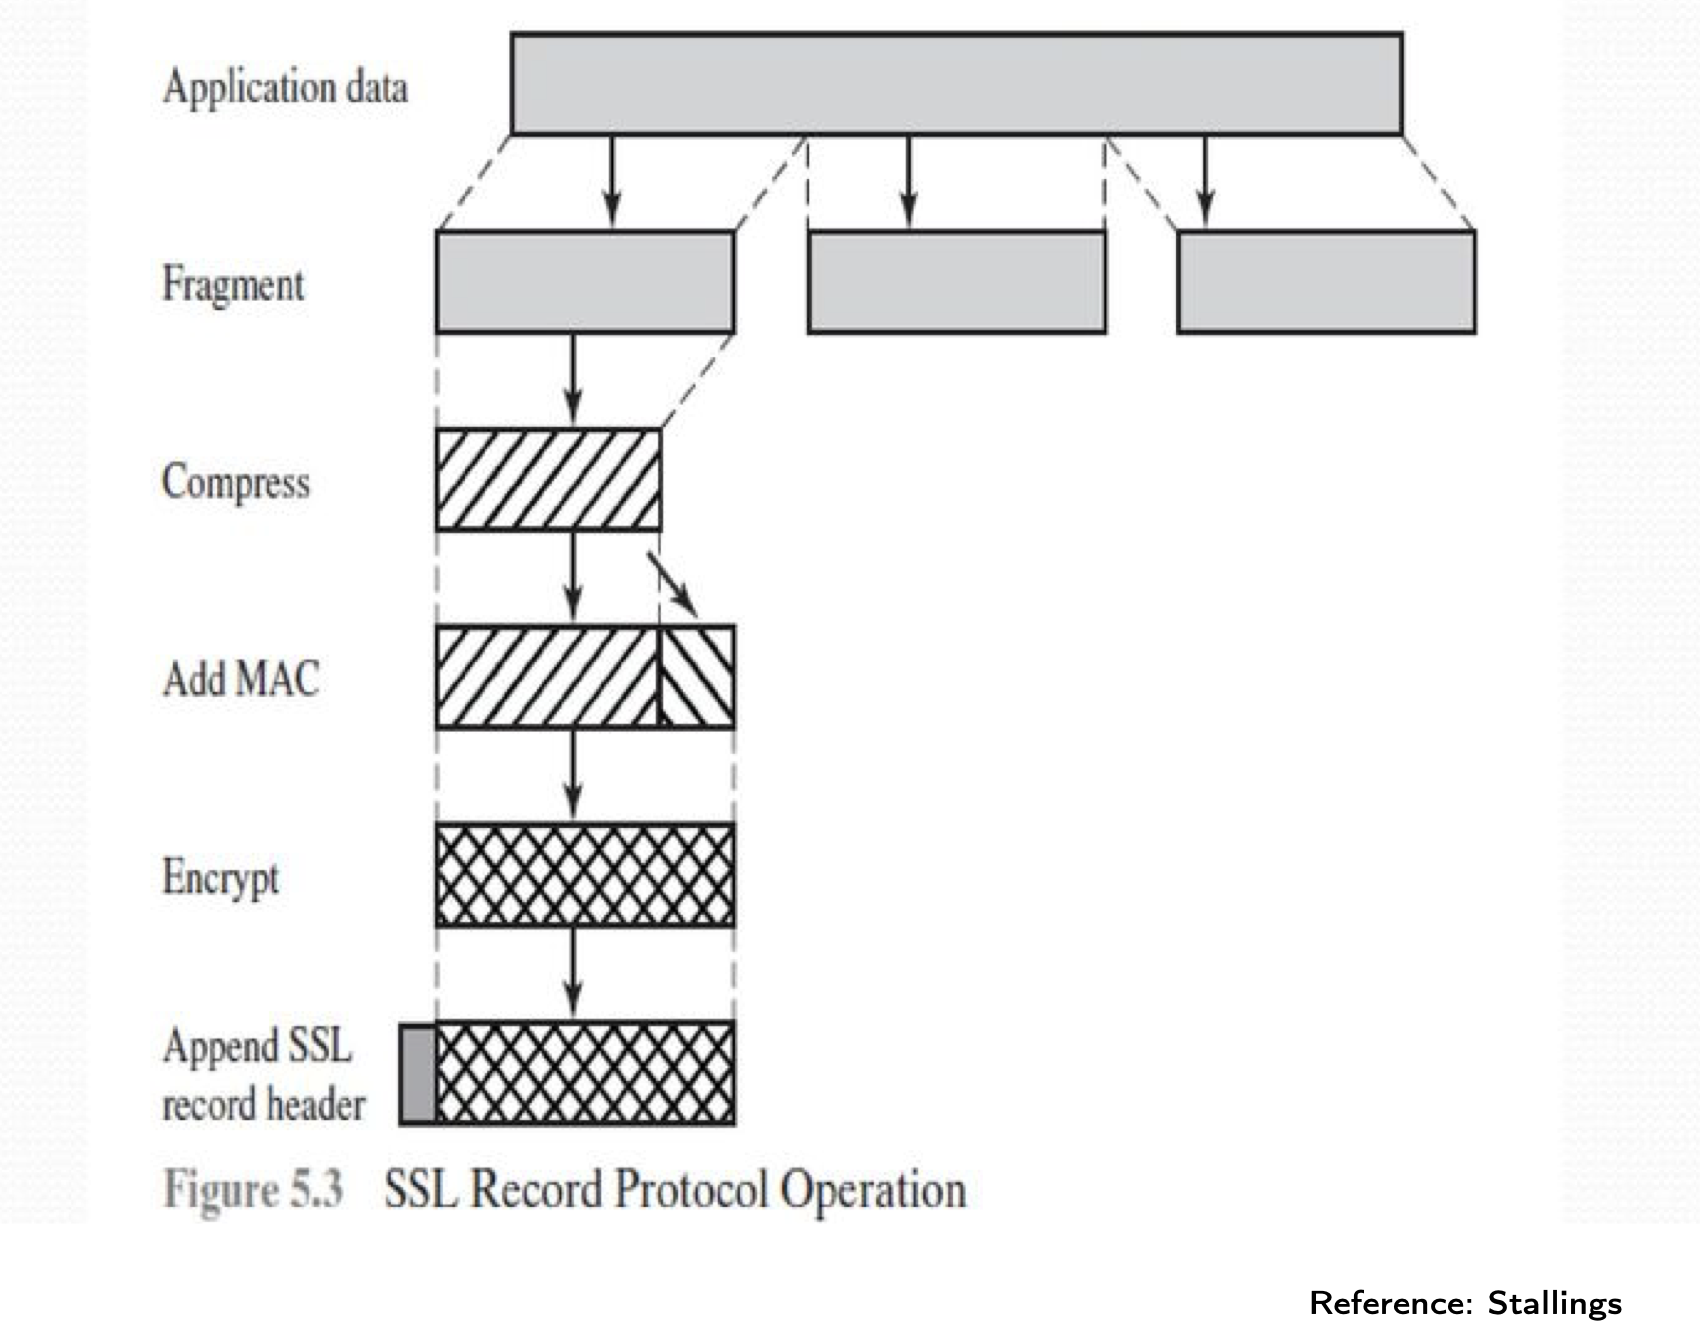 Application data
Fragment
Compress
Add MAC
Encrypt
Append SSL
record header
Figure 5.3 SSL Record Protocol Operation
Reference: Stallings